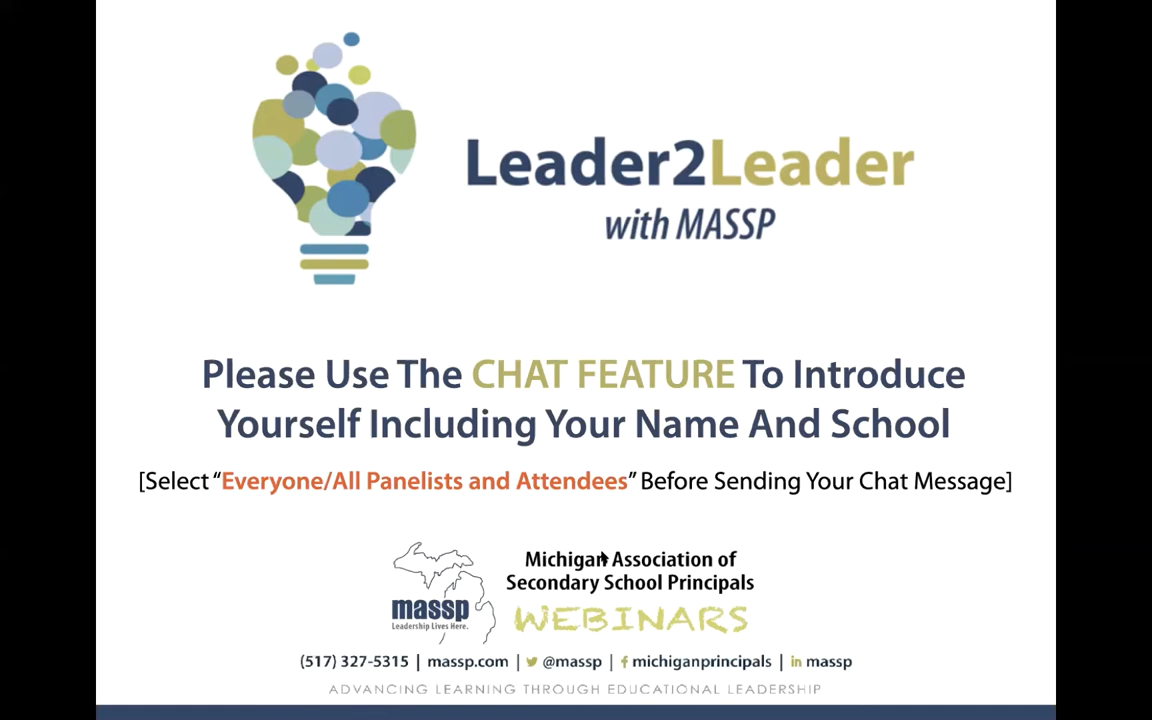 Leader2Leader
with MASSP
Please Use The CHAT FEATURE To Introduce
Yourself Including Your Name And School
[Select “Everyone/All Panelists and Attendees” Before Sending Your Chat Message]
massp
Leadership Lives Here.
Michigan Association of
Secondary School Principals
WEBINARS
(517) 327-5315 | massp.com | @massp | f michiganprincipals | in massp
ADVANCING LEARNING THROUGH EDUCATIONAL LEADERSHIP